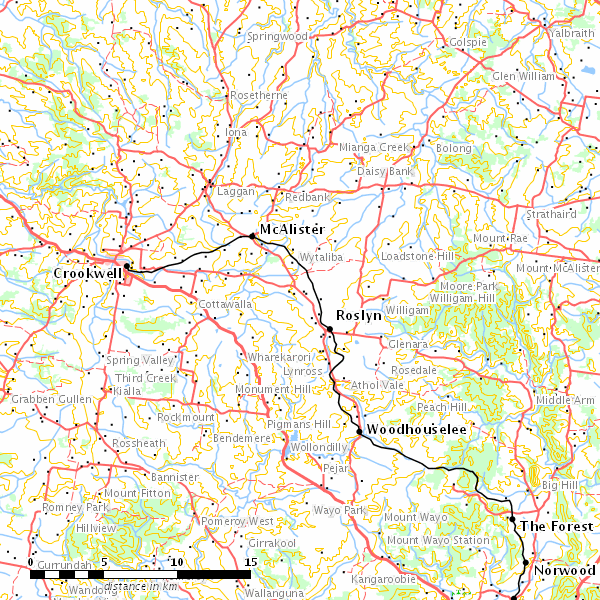 Springwood
Golspie
Yalbraith
Glen William
Rosetherne
Iona
Mianga Creek
Bolong
Daisy Bank
Laggan
Redbank
Strathaird
McAlister
Mount Rae
Wytaliba
Loadstone Hill
Mount McAlister
Crookwell
Moore Park
Willigam Hill
Cottawalla
Roslyn
Willigam
Glenara
Spring Valley
Wharekarori
Lynross
Rosedale
Third Creek
Kialla
Monument Hill
Athol Vale
Grabben Gullen
Middle Arm
Peach Hill
Rockmount
Pigmans Hill
Woodhouselee
Rossheath
Bendemere
Wollondilly
Pejar
Bannister
Big Hill
Mount Fitton
Romney Park
Wayo Park
Hillview
Pomeroy West
Mount Wayo
The Forest
Girrakool
Mount Wayo Station
Gurrundah
Norwood
0 5 10 15
Kangaroobie
distance in km
Wandong
Wallanguna